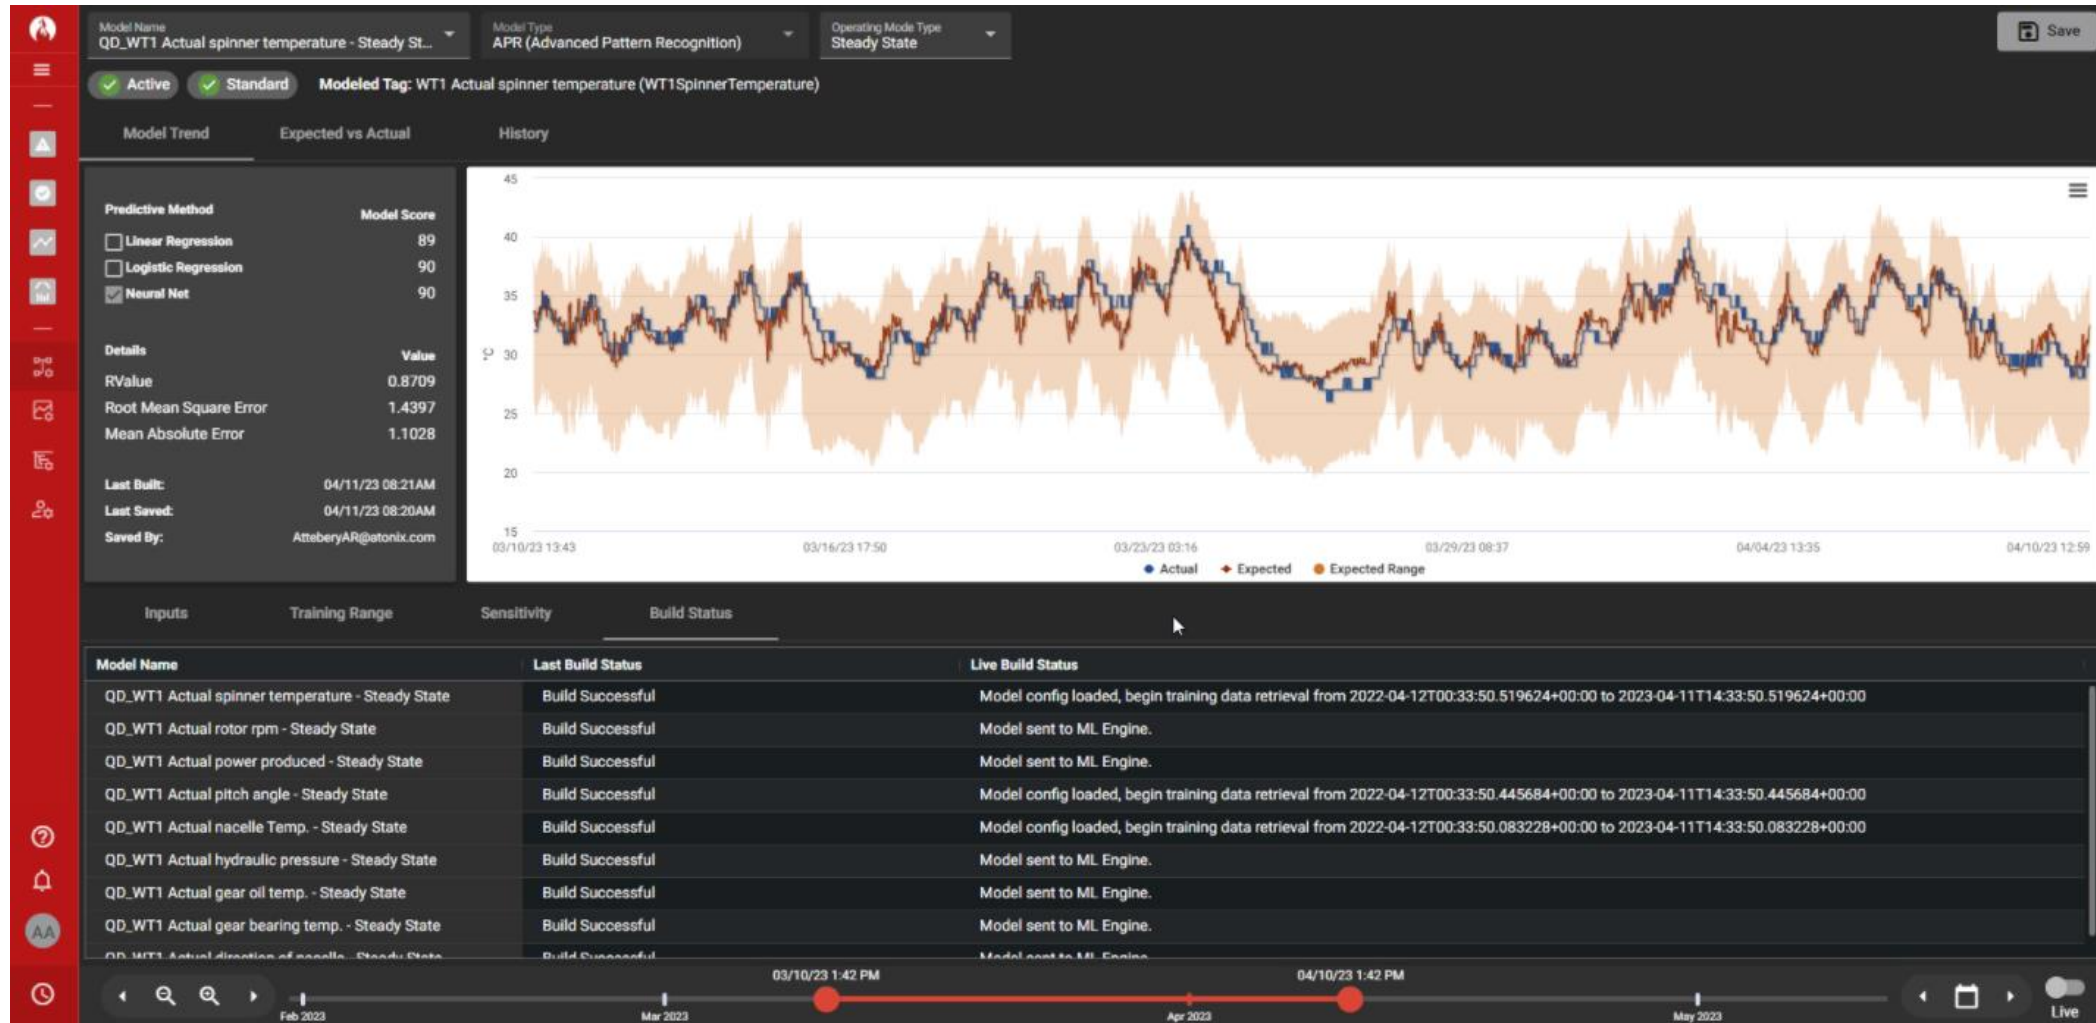 Model Name
QD_WT1 Actual spinner temperature - Steady St...
Model Type
APR (Advanced Pattern Recognition)
Operating Mode Type
Steady State
Save
Active
Standard
Modeled Tag: WT1 Actual spinner temperature (WT1SpinnerTemperature)
Model Trend
Expected vs Actual
History
Predictive Method Model Score
Linear Regression 89
Logistic Regression 90
Neural Net 90
Details Value
RValue 0.8709
Root Mean Square Error 1.4397
Mean Absolute Error 1.1028
Last Built: 04/11/23 08:21AM
Last Saved: 04/11/23 08:20AM
Saved By: AtteberyAR@atonix.com
45
40
35
°C 30
25
20
15
03/10/23 13:43 03/16/23 17:50 03/23/23 03:16 03/29/23 08:37 04/04/23 13:35 04/10/23 12:59
Actual Expected Expected Range
Inputs Training Range Sensitivity Build Status
Model Name Last Build Status Live Build Status
QD_WT1 Actual spinner temperature - Steady State Build Successful Model config loaded, begin training data retrieval from 2022-04-12T00:33:50.519624+00:00 to 2023-04-11T14:33:50.519624+00:00
QD_WT1 Actual rotor rpm - Steady State Build Successful Model sent to ML Engine.
QD_WT1 Actual power produced - Steady State Build Successful Model sent to ML Engine.
QD_WT1 Actual pitch angle - Steady State Build Successful Model config loaded, begin training data retrieval from 2022-04-12T00:33:50.445684+00:00 to 2023-04-11T14:33:50.445684+00:00
QD_WT1 Actual nacelle Temp. - Steady State Build Successful Model config loaded, begin training data retrieval from 2022-04-12T00:33:50.083228+00:00 to 2023-04-11T14:33:50.083228+00:00
QD_WT1 Actual hydraulic pressure - Steady State Build Successful Model sent to ML Engine.
QD_WT1 Actual gear oil temp. - Steady State Build Successful Model sent to ML Engine.
QD_WT1 Actual gear bearing temp. - Steady State Build Successful Model sent to ML Engine.
QD_WT1 Actual direction of nacelle - Steady State Build Successful Model sent to ML Engine.
AA
03/10/23 1:42 PM 04/10/23 1:42 PM
Feb 2023 Mar 2023 Apr 2023 May 2023
Live